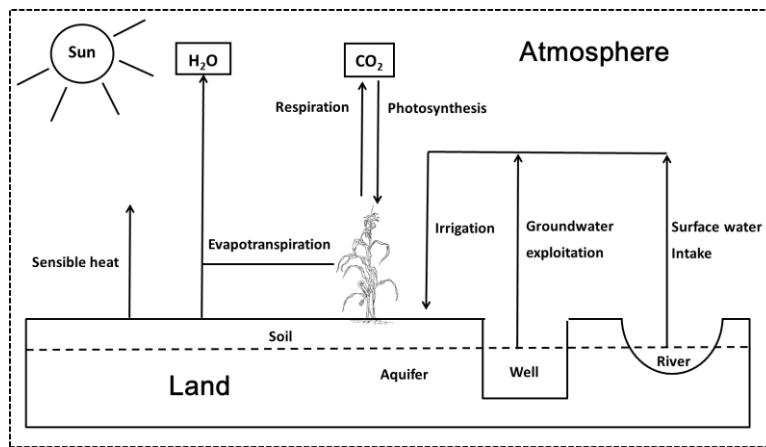 Sun
H₂O
CO₂
Atmosphere
Respiration
Photosynthesis
Irrigation
Groundwater
exploitation
Surface water
Intake
Evapotranspiration
Sensible heat
Soil
Land
Aquifer
Well
River